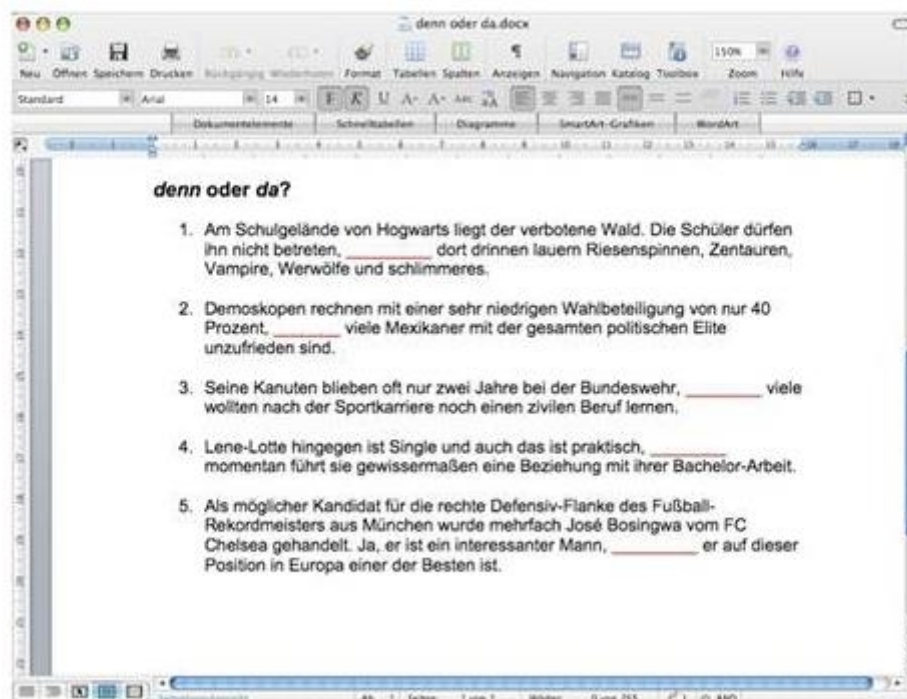 denn oder da.docx
Neu Öffnen Speichern Drucken Rückgängig Wiederholen Format Tabellen Spalten Anzeigen Navigation Katalog Toolbox Zoom Hilfe
150%
Standard Arial 14 F K U
Dokumentelemente Schnelltabellen Diagramme SmartArt-Grafiken WordArt
denn oder da?
1. Am Schulgelände von Hogwarts liegt der verbotene Wald. Die Schüler dürfen
ihn nicht betreten, _________ dort drinnen lauern Riesenspinnen, Zentauren,
Vampire, Werwölfe und schlimmeres.
2. Demoskopen rechnen mit einer sehr niedrigen Wahlbeteiligung von nur 40
Prozent, _______ viele Mexikaner mit der gesamten politischen Elite
unzufrieden sind.
3. Seine Kanuten blieben oft nur zwei Jahre bei der Bundeswehr, ________ viele
wollten nach der Sportkarriere noch einen zivilen Beruf lernen.
4. Lene-Lotte hingegen ist Single und auch das ist praktisch, ________
momentan führt sie gewissermaßen eine Beziehung mit ihrer Bachelor-Arbeit.
5. Als möglicher Kandidat für die rechte Defensiv-Flanke des Fußball-
Rekordmeisters aus München wurde mehrfach José Bosingwa vom FC
Chelsea gehandelt. Ja, er ist ein interessanter Mann, _________ er auf dieser
Position in Europa einer der Besten ist.